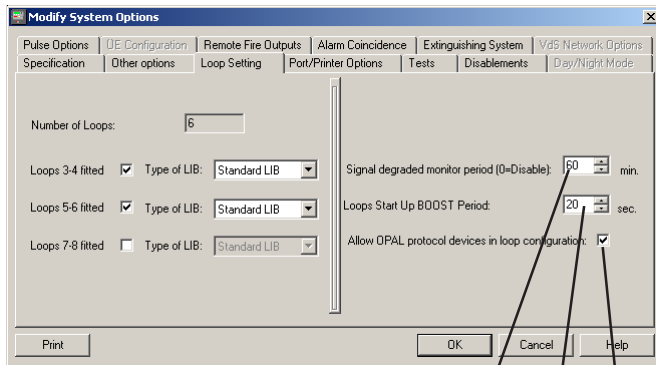 Modify System Options
Pulse Options UE Configuration Remote Fire Outputs Alarm Coincidence Extinguishing System VdS Network Options
Specification Other options Loop Setting Port/Printer Options Tests Disablements Day/Night Mode
Number of Loops: 6
Loops 3-4 fitted Type of LIB: Standard LIB
Loops 5-6 fitted Type of LIB: Standard LIB
Loops 7-8 fitted Type of LIB: Standard LIB
Signal degraded monitor period (0=Disable): 60 min.
Loops Start Up BOOST Period: 20 sec.
Allow OPAL protocol devices in loop configuration:
Print OK Cancel Help